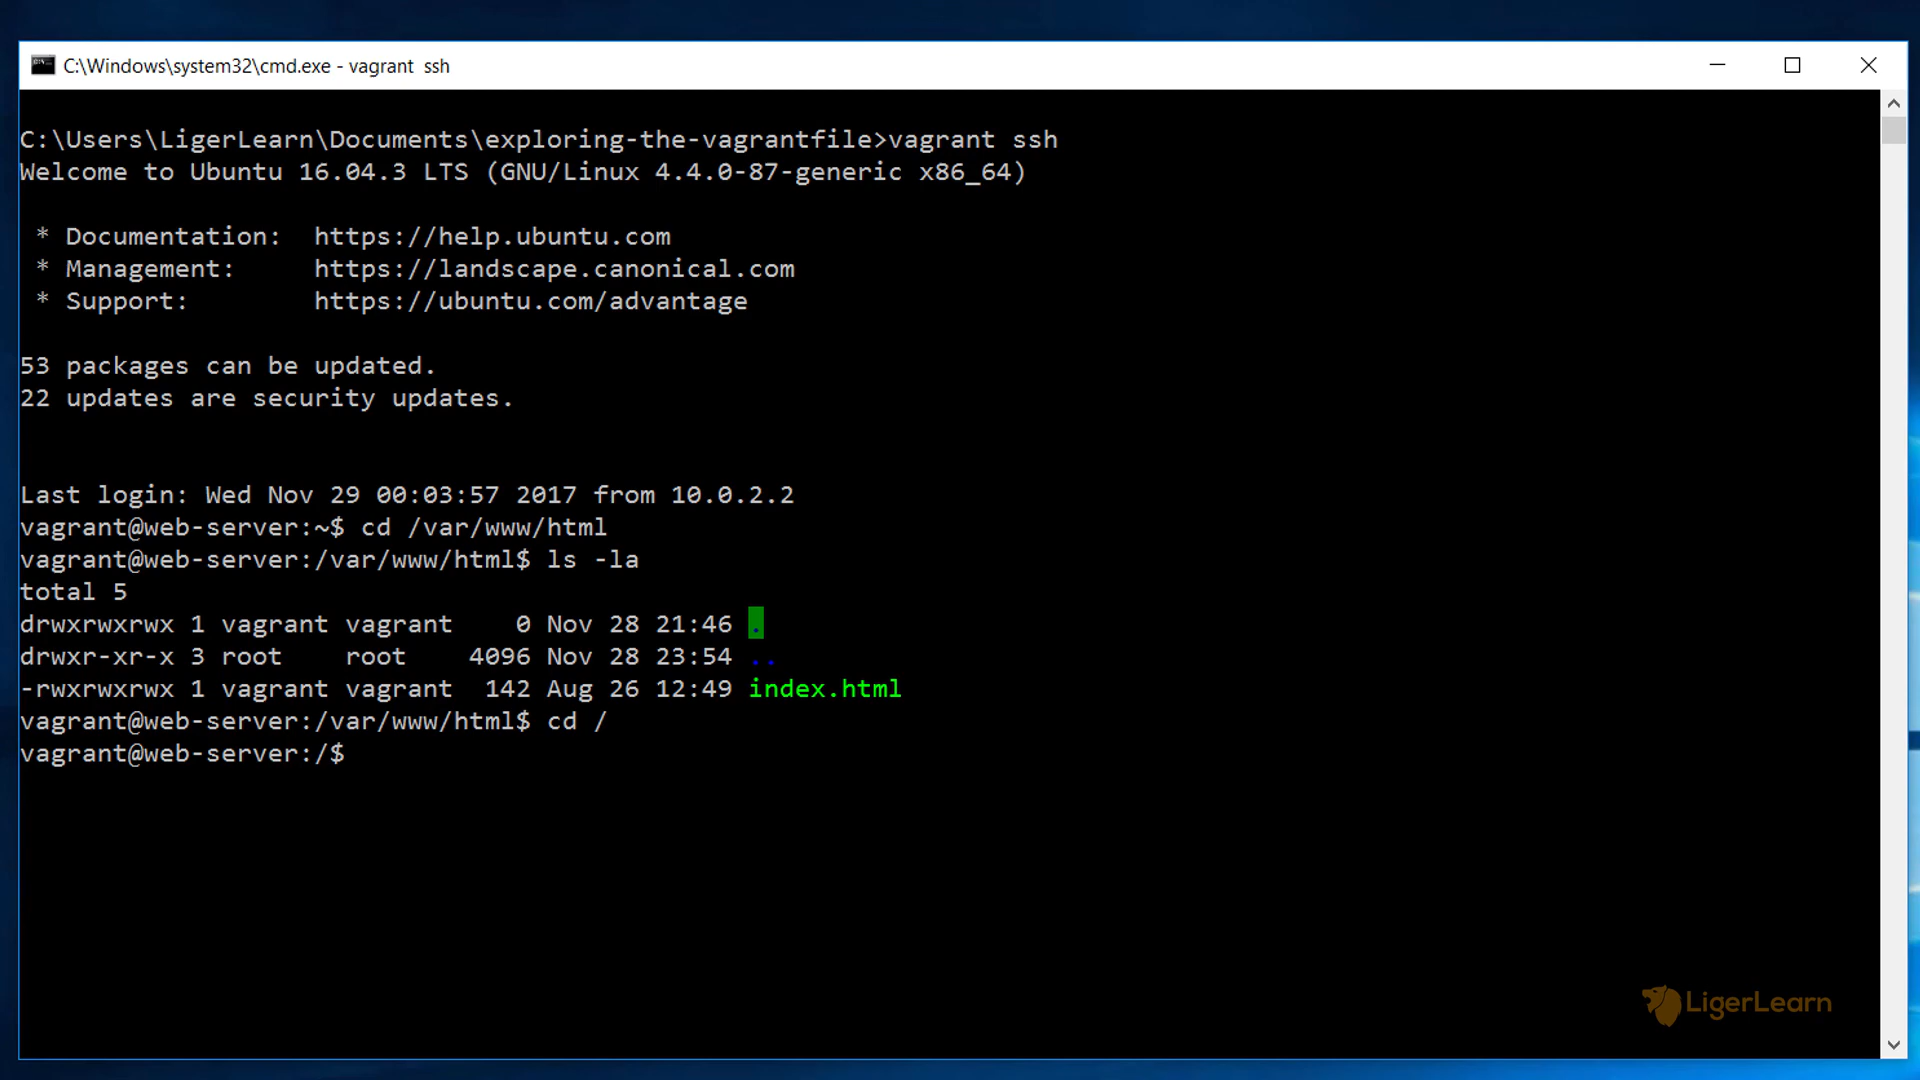 C:\Windows\system32\cmd.exe - vagrant  ssh
C:\Users\LigerLearn\Documents\exploring-the-vagrantfile>vagrant ssh
Welcome to Ubuntu 16.04.3 LTS (GNU/Linux 4.4.0-87-generic x86_64)
 * Documentation:  https://help.ubuntu.com
 * Management:     https://landscape.canonical.com
 * Support:        https://ubuntu.com/advantage
53 packages can be updated.
22 updates are security updates.
Last login: Wed Nov 29 00:03:57 2017 from 10.0.2.2
vagrant@web-server:~$ cd /var/www/html
vagrant@web-server:/var/www/html$ ls -la
total 5
drwxrwxrwx 1 vagrant vagrant    0 Nov 28 21:46 .
drwxr-xr-x 3 root    root    4096 Nov 28 23:54 ..
-rwxrwxrwx 1 vagrant vagrant  142 Aug 26 12:49 index.html
vagrant@web-server:/var/www/html$ cd /
vagrant@web-server:/$
LigerLearn